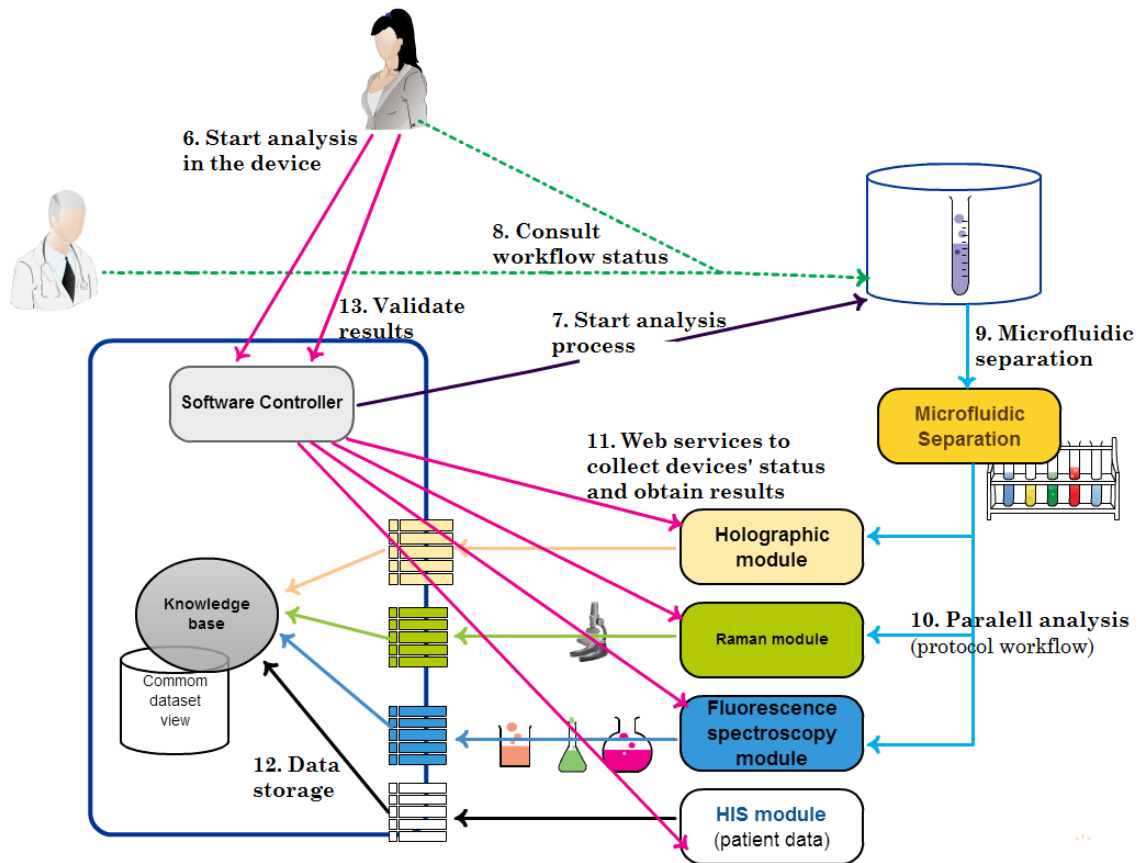 6. Start analysis
in the device
8. Consult
workflow status
13. Validate
results
7. Start analysis
process
9. Microfluidic
separation
Software Controller
Microfluidic
Separation
11. Web services to
collect devices' status
and obtain results
Holographic
module
Knowledge
base
Raman module
10. Paralell analysis
(protocol workflow)
Commom
dataset
view
Fluorescence
spectroscopy
module
12. Data
storage
HIS module
(patient data)